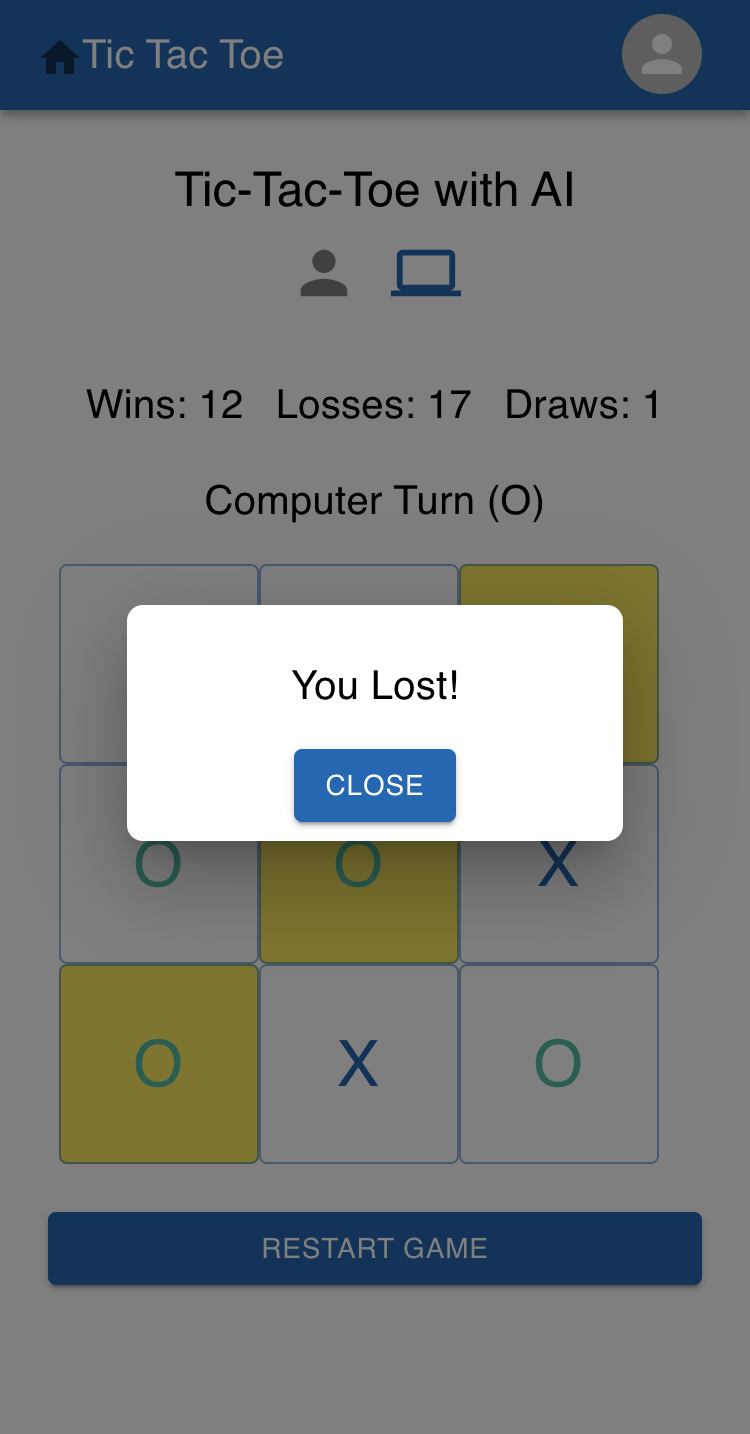 Tic Tac Toe
Tic-Tac-Toe with AI
Wins: 12 Losses: 17 Draws: 1
Computer Turn (O)
You Lost!
CLOSE
O O X
O X O
RESTART GAME